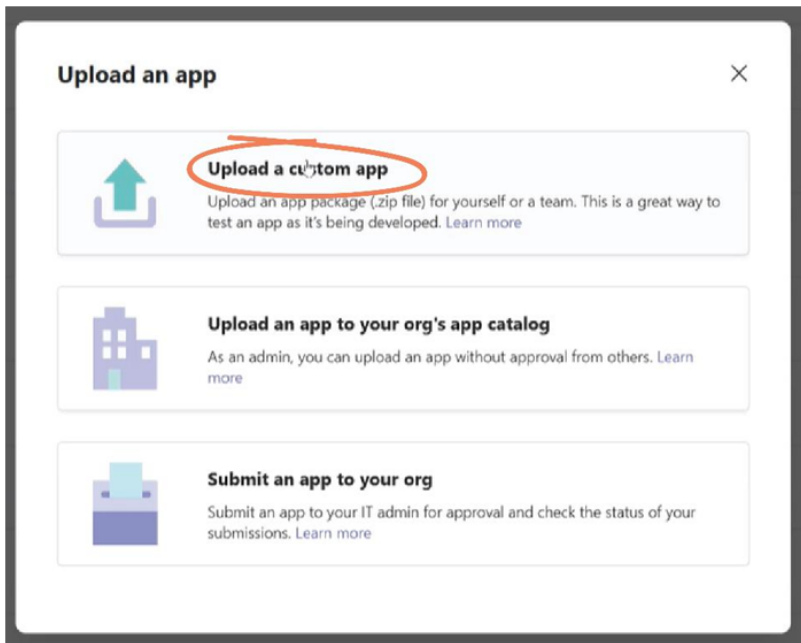 Upload an app
Upload a custom app
Upload an app package (.zip file) for yourself or a team. This is a great way to
test an app as it's being developed. Learn more
Upload an app to your org's app catalog
As an admin, you can upload an app without approval from others. Learn
more
Submit an app to your org
Submit an app to your IT admin for approval and check the status of your
submissions. Learn more